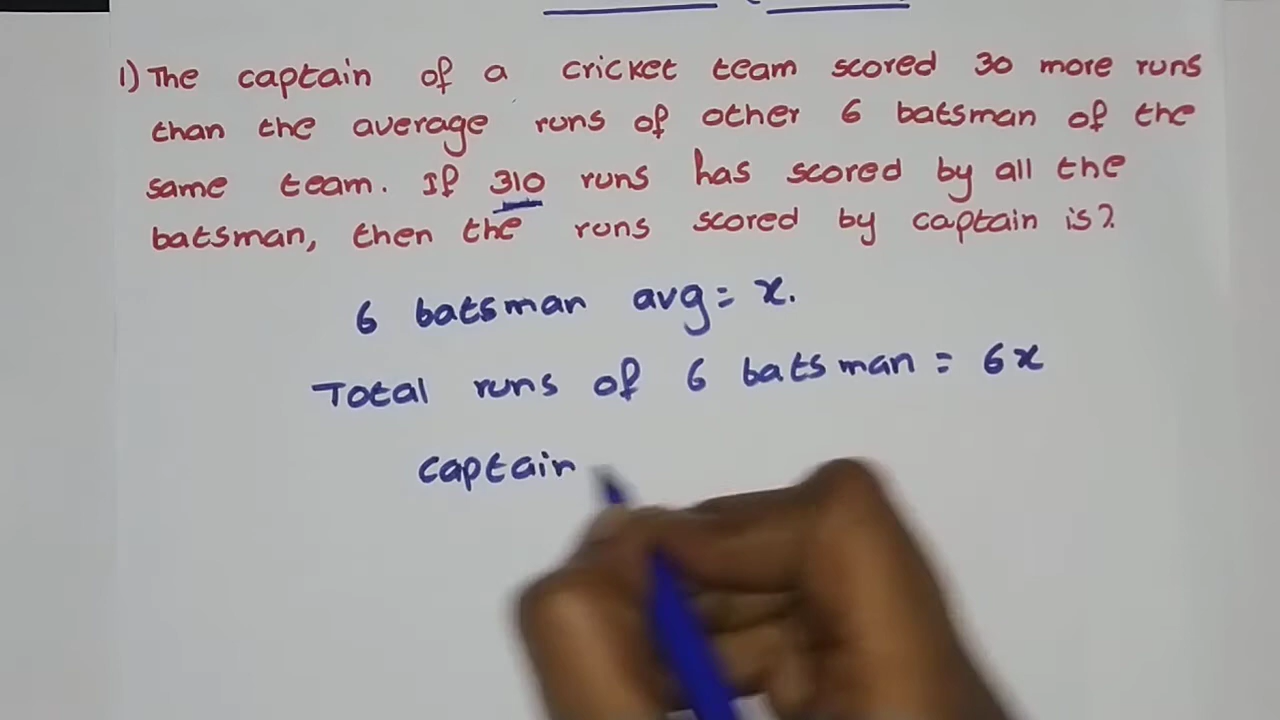 1) The captain of a cricket team scored 30 more runs
than the average runs of other 6 batsman of the
same team. If 310 runs has scored by all the
batsman, then the runs scored by captain is?
6 batsman avg = x.
Total runs of 6 batsman = 6x
captain